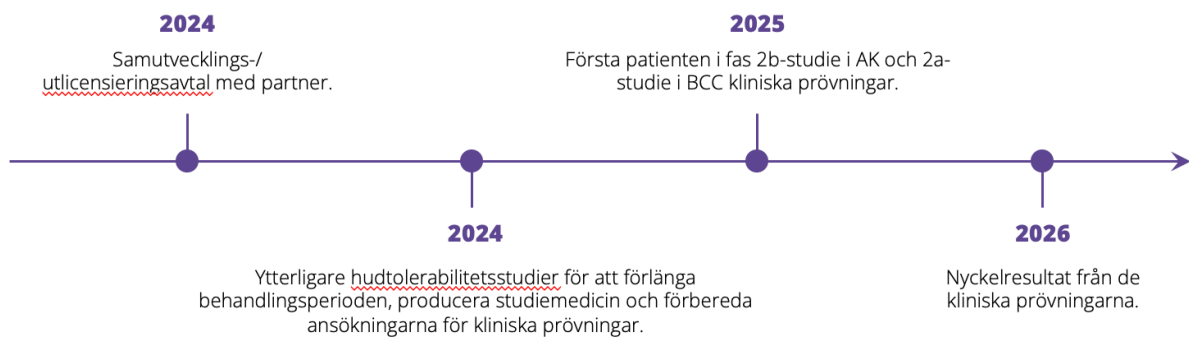 2024
Samutvecklings-/
utlicensieringsavtal med partner.
2024
Ytterligare hudtolerabilitetsstudier för att förlänga
behandlingsperioden, producera studiemedicin och förbereda
ansökningarna för kliniska prövningar.
2025
Första patienten i fas 2b-studie i AK och 2a-
studie i BCC kliniska prövningar.
2026
Nyckelresultat från de
kliniska prövningarna.